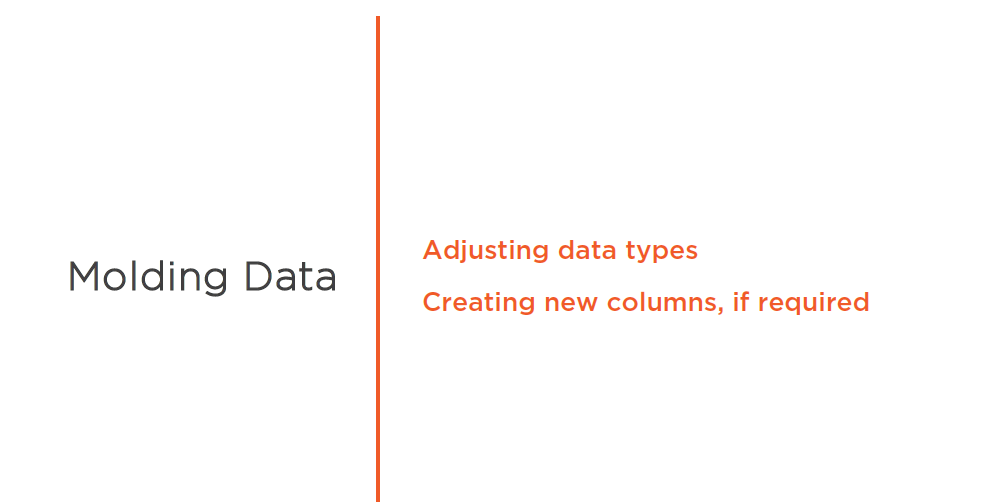 Molding Data
Adjusting data types
Creating new columns, if required